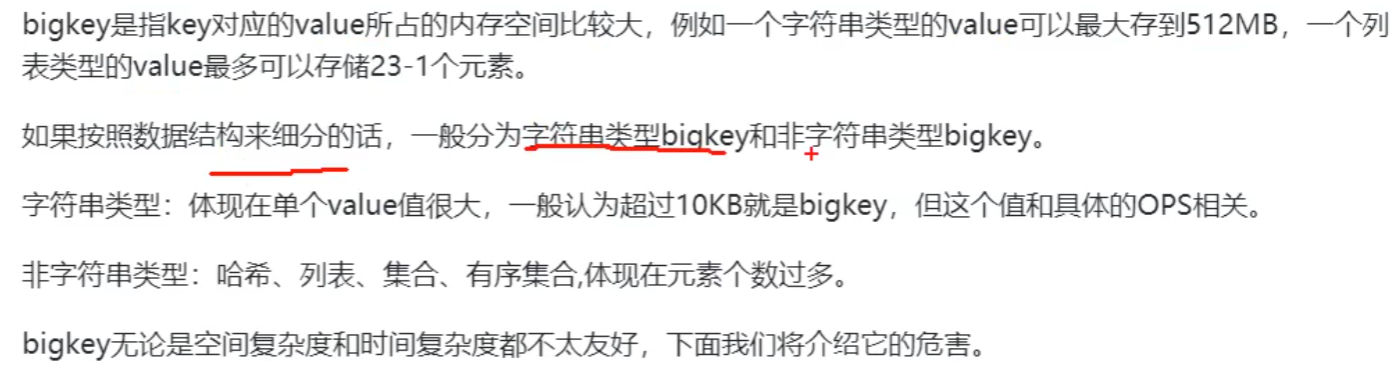 bigkey是指key对应的value所占的内存空间比较大，例如一个字符串类型的value可以最大存到512MB，一个列
表类型的value最多可以存储23-1个元素。
如果按照数据结构来细分的话，一般分为字符串类型bigkey和非字符串类型bigkey。
字符串类型：体现在单个value值很大，一般认为超过10KB就是bigkey，但这个值和具体的OPS相关。
非字符串类型：哈希、列表、集合、有序集合,体现在元素个数过多。
bigkey无论是空间复杂度和时间复杂度都不太友好，下面我们将介绍它的危害。